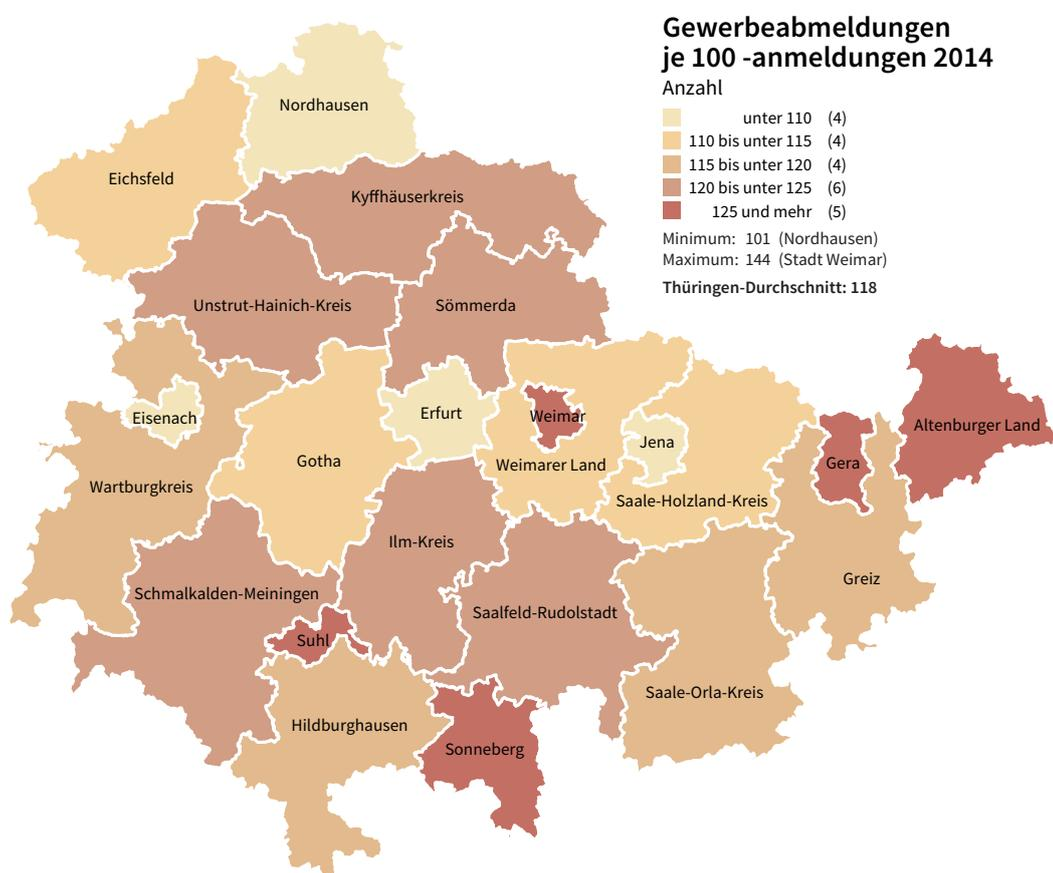 Gewerbeabmeldungen
je 100 -anmeldungen 2014
Anzahl
unter 110 (4)
110 bis unter 115 (4)
115 bis unter 120 (4)
120 bis unter 125 (6)
125 und mehr (5)
Minimum: 101 (Nordhausen)
Maximum: 144 (Stadt Weimar)
Thüringen-Durchschnitt: 118
Nordhausen
Eichsfeld
Kyffhäuserkreis
Unstrut-Hainich-Kreis
Sömmerda
Eisenach
Erfurt
Weimar
Altenburger Land
Jena
Gotha
Weimarer Land
Gera
Wartburgkreis
Saale-Holzland-Kreis
Ilm-Kreis
Greiz
Schmalkalden-Meiningen
Saalfeld-Rudolstadt
Suhl
Saale-Orla-Kreis
Hildburghausen
Sonneberg